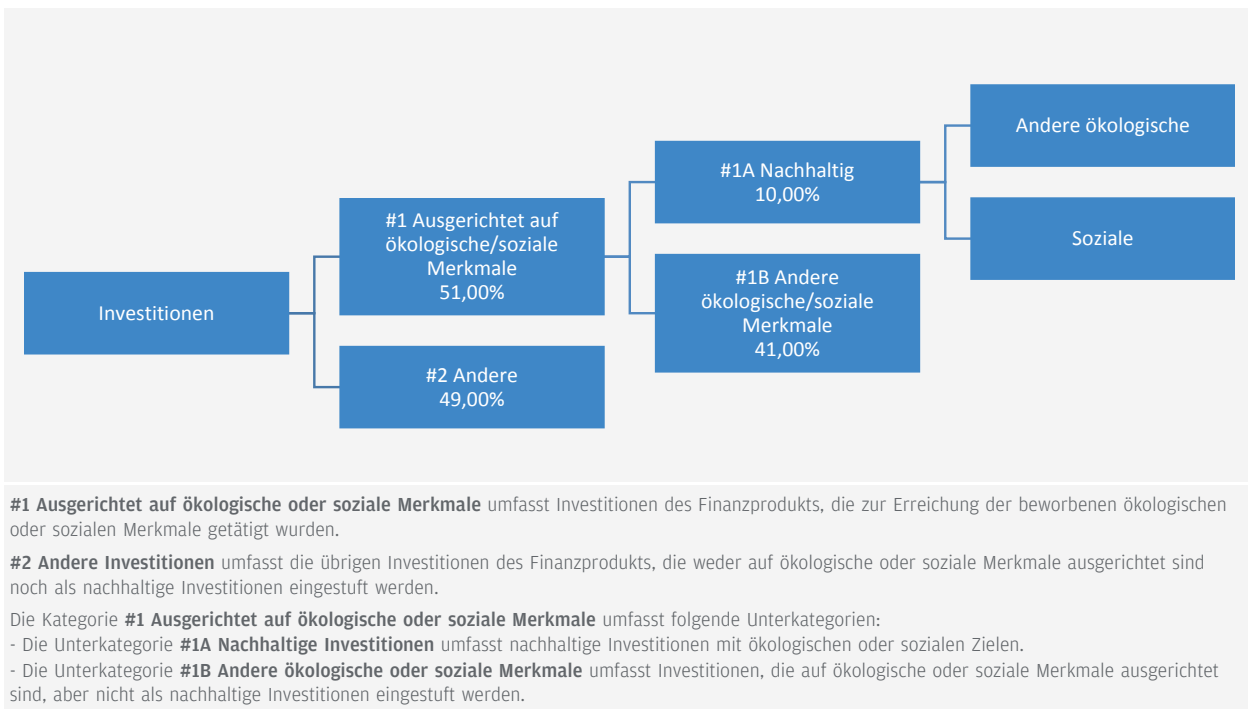 Investitionen
#1 Ausgerichtet auf
ökologische/soziale
Merkmale
51,00%
#2 Andere
49,00%
#1A Nachhaltig
10,00%
#1B Andere
ökologische/soziale
Merkmale
41,00%
Andere ökologische
Soziale
#1 Ausgerichtet auf ökologische oder soziale Merkmale umfasst Investitionen des Finanzprodukts, die zur Erreichung der beworbenen ökologischen
oder sozialen Merkmale getätigt wurden.
#2 Andere Investitionen umfasst die übrigen Investitionen des Finanzprodukts, die weder auf ökologische oder soziale Merkmale ausgerichtet sind
noch als nachhaltige Investitionen eingestuft werden.
Die Kategorie #1 Ausgerichtet auf ökologische oder soziale Merkmale umfasst folgende Unterkategorien:
- Die Unterkategorie #1A Nachhaltige Investitionen umfasst nachhaltige Investitionen mit ökologischen oder sozialen Zielen.
- Die Unterkategorie #1B Andere ökologische oder soziale Merkmale umfasst Investitionen, die auf ökologische oder soziale Merkmale ausgerichtet
sind, aber nicht als nachhaltige Investitionen eingestuft werden.